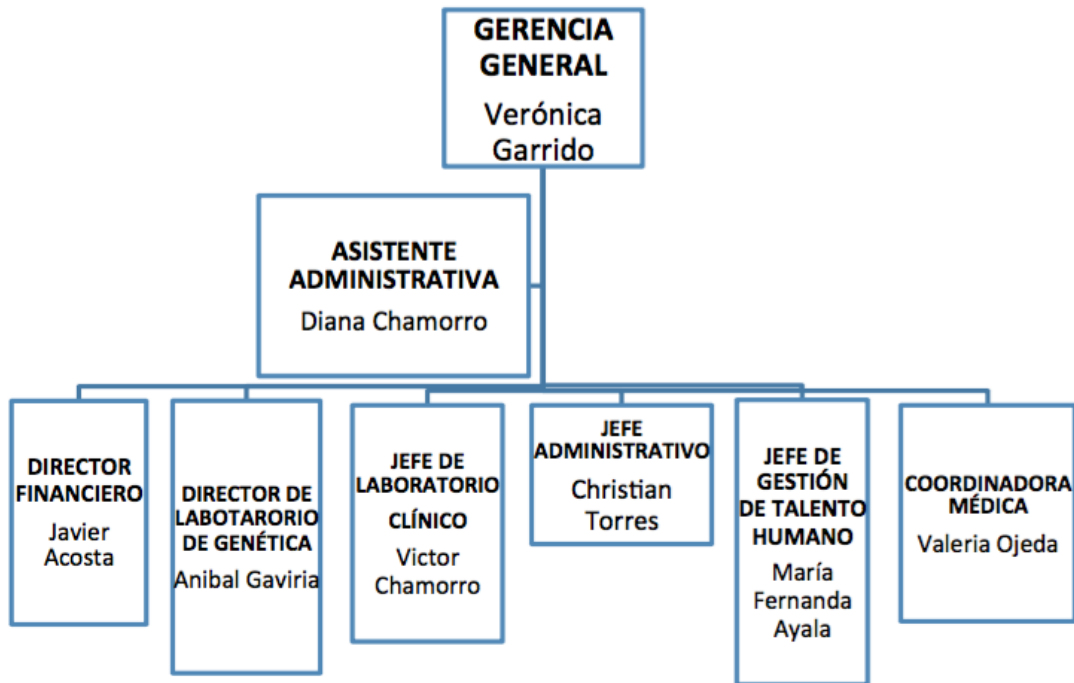 GERENCIA
GENERAL
Verónica
Garrido
ASISTENTE
ADMINISTRATIVA
Diana Chamorro
DIRECTOR
FINANCIERO
Javier
Acosta
DIRECTOR DE
LABOTARORIO
DE GENÉTICA
Anibal Gaviria
JEFE DE
LABORATORIO
CLÍNICO
Victor
Chamorro
JEFE
ADMINISTRATIVO
Christian
Torres
JEFE DE
GESTIÓN
DE TALENTO
HUMANO
María
Fernanda
Ayala
COORDINADORA
MÉDICA
Valeria Ojeda